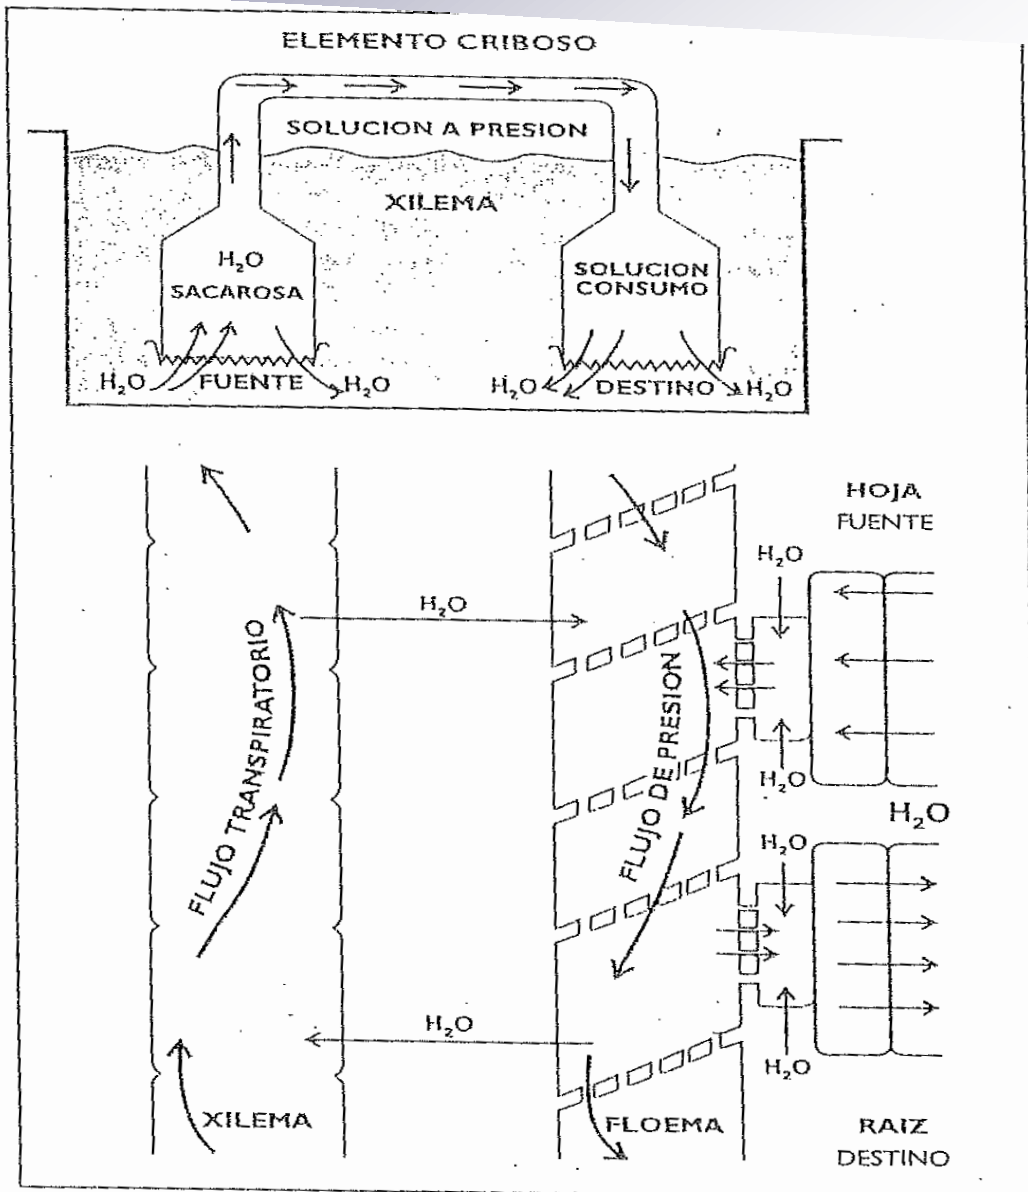 ELEMENTO CRIBOSO
SOLUCION A PRESION
XILEMA
H₂O
SACAROSA
SOLUCION
CONSUMO
H₂O
FUENTE
H₂O
H₂O
DESTINO
H₂O
HOJA
FUENTE
H₂O
H₂O
FLUJO TRANSPIRATORIO
FLUJO DE PRESION
H₂O
H₂O
H₂O
H₂O
H₂O
XILEMA
FLOEMA
RAIZ
DESTINO